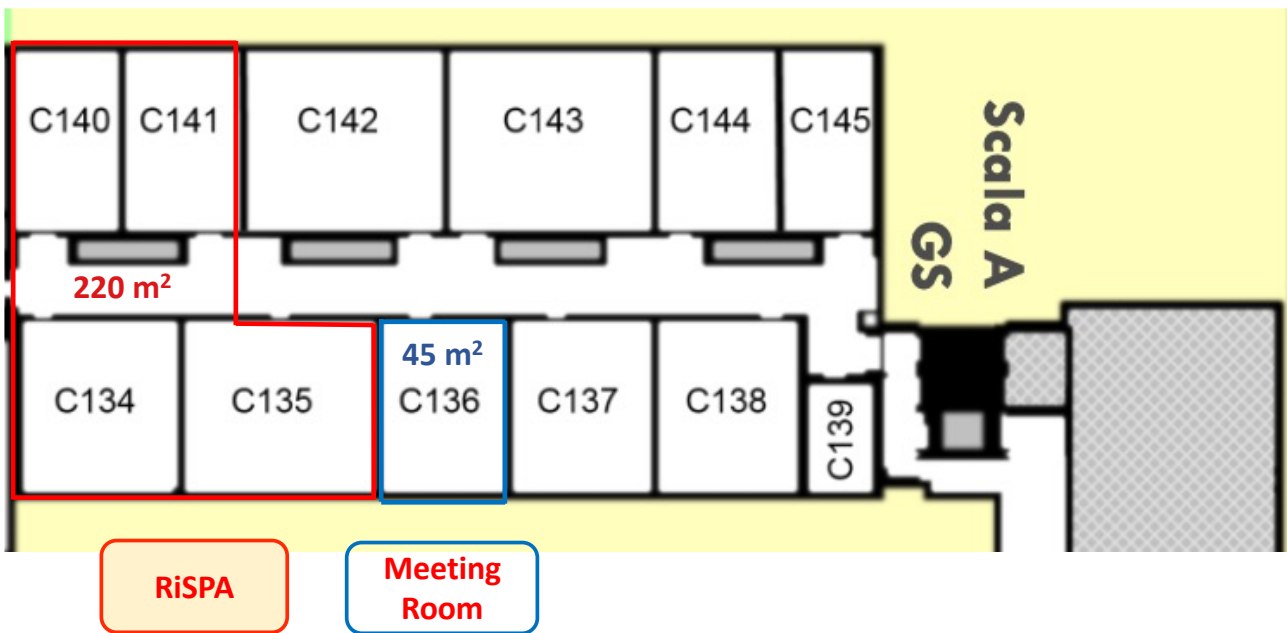 C140
C141
C142
C143
C144
C145
Scala A
GS
220 m²
45 m²
C134
C135
C136
C137
C138
C139
RiSPA
Meeting
Room